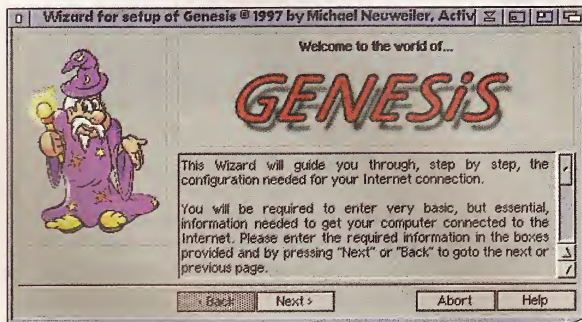 Wizard for setup of Genesis © 1997 by Michael Neuweiler, Activ
Welcome to the world of...
GENESiS
This Wizard will guide you through, step by step, the
configuration needed for your Internet connection.
You will be required to enter very basic, but essential,
information needed to get your computer connected to the
Internet. Please enter the required information in the boxes
provided and by pressing "Next" or "Back" to goto the next or
previous page.
< Back
Next >
Abort
Help